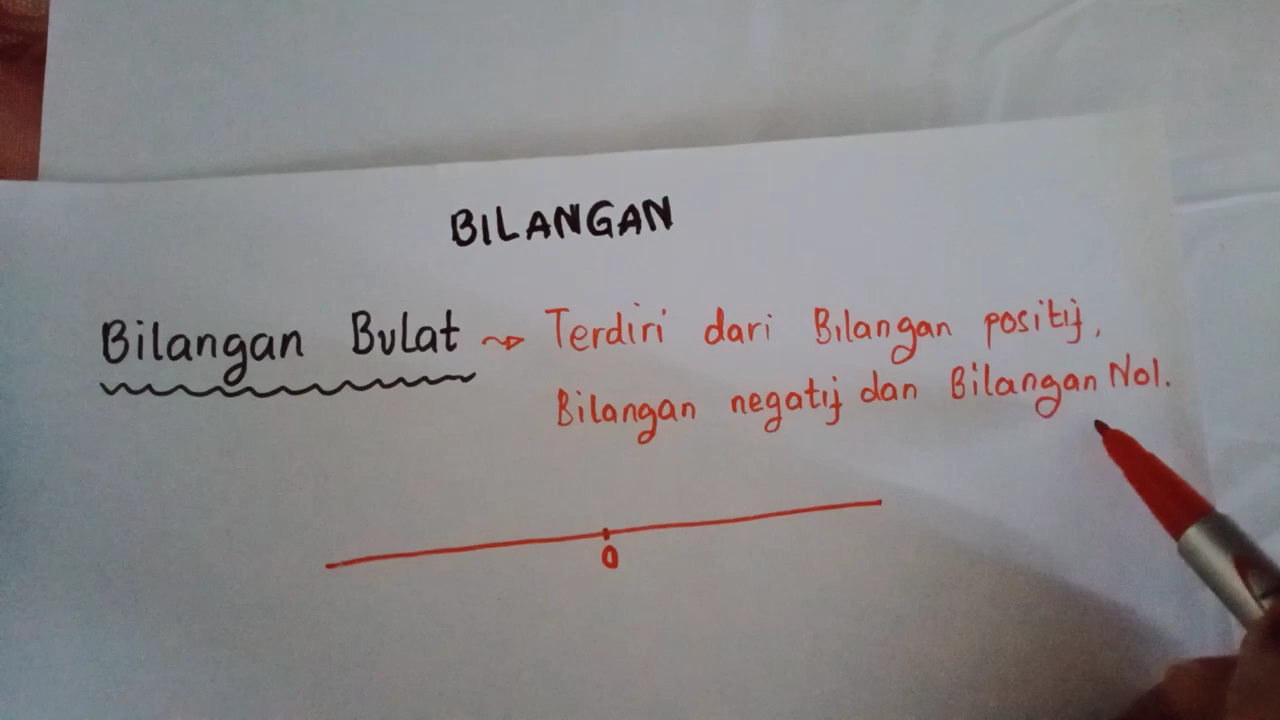 BILANGAN
Bilangan Bulat ⤳ Terdiri dari Bilangan positif,
Bilangan negatif dan Bilangan Nol.
0